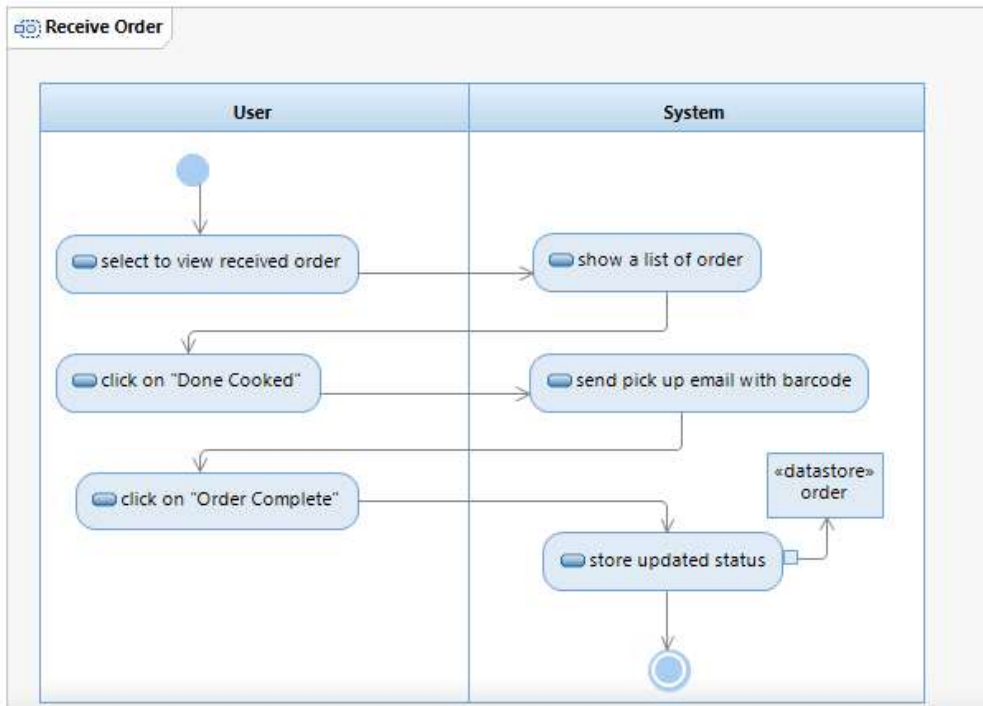 Receive Order
User
System
select to view received order
show a list of order
click on "Done Cooked"
send pick up email with barcode
click on "Order Complete"
«datastore»
order
store updated status